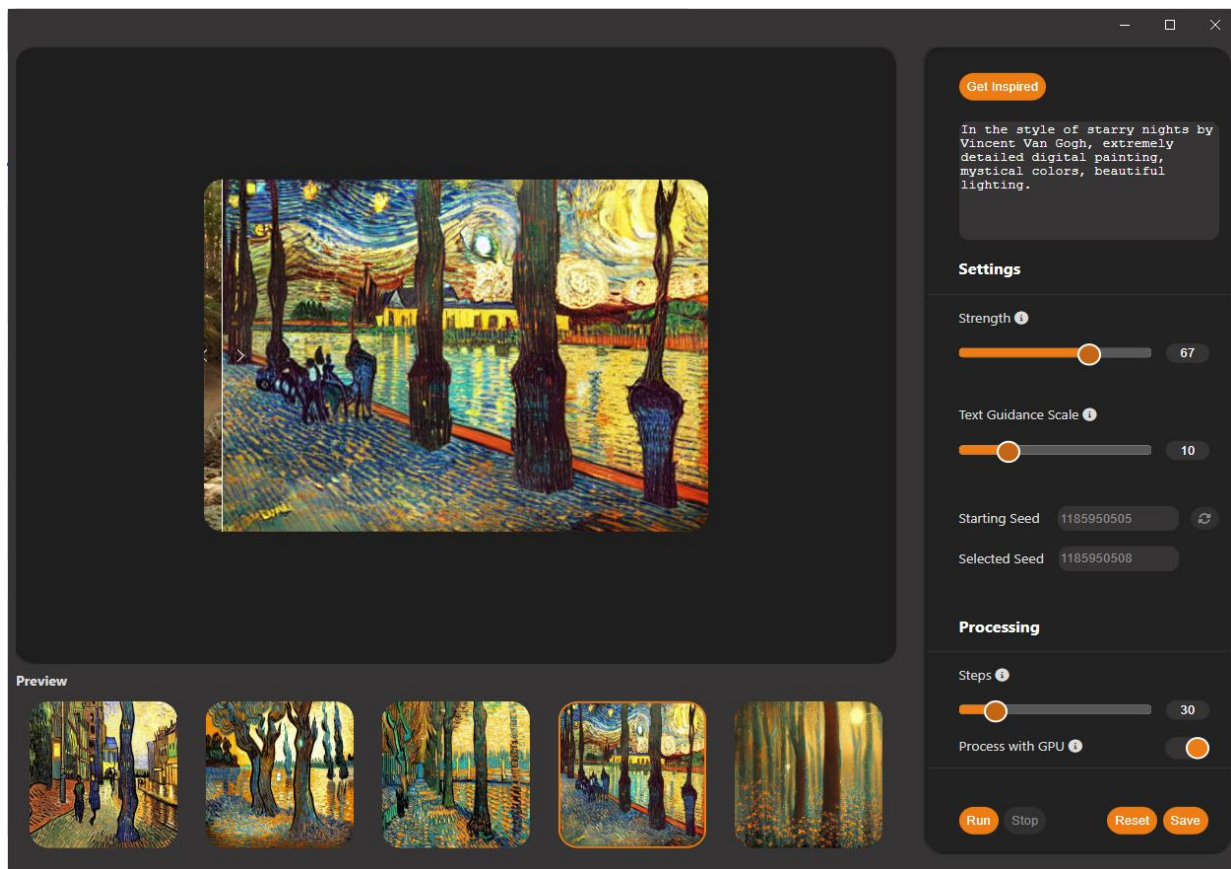 Get Inspired
In the style of starry nights by
Vincent Van Gogh, extremely
detailed digital painting,
mystical colors, beautiful
lighting.
Settings
Strength
67
Text Guidance Scale
10
Starting Seed 1185950505
Selected Seed 1185950508
Processing
Steps
30
Process with GPU
Run Stop Reset Save
Preview